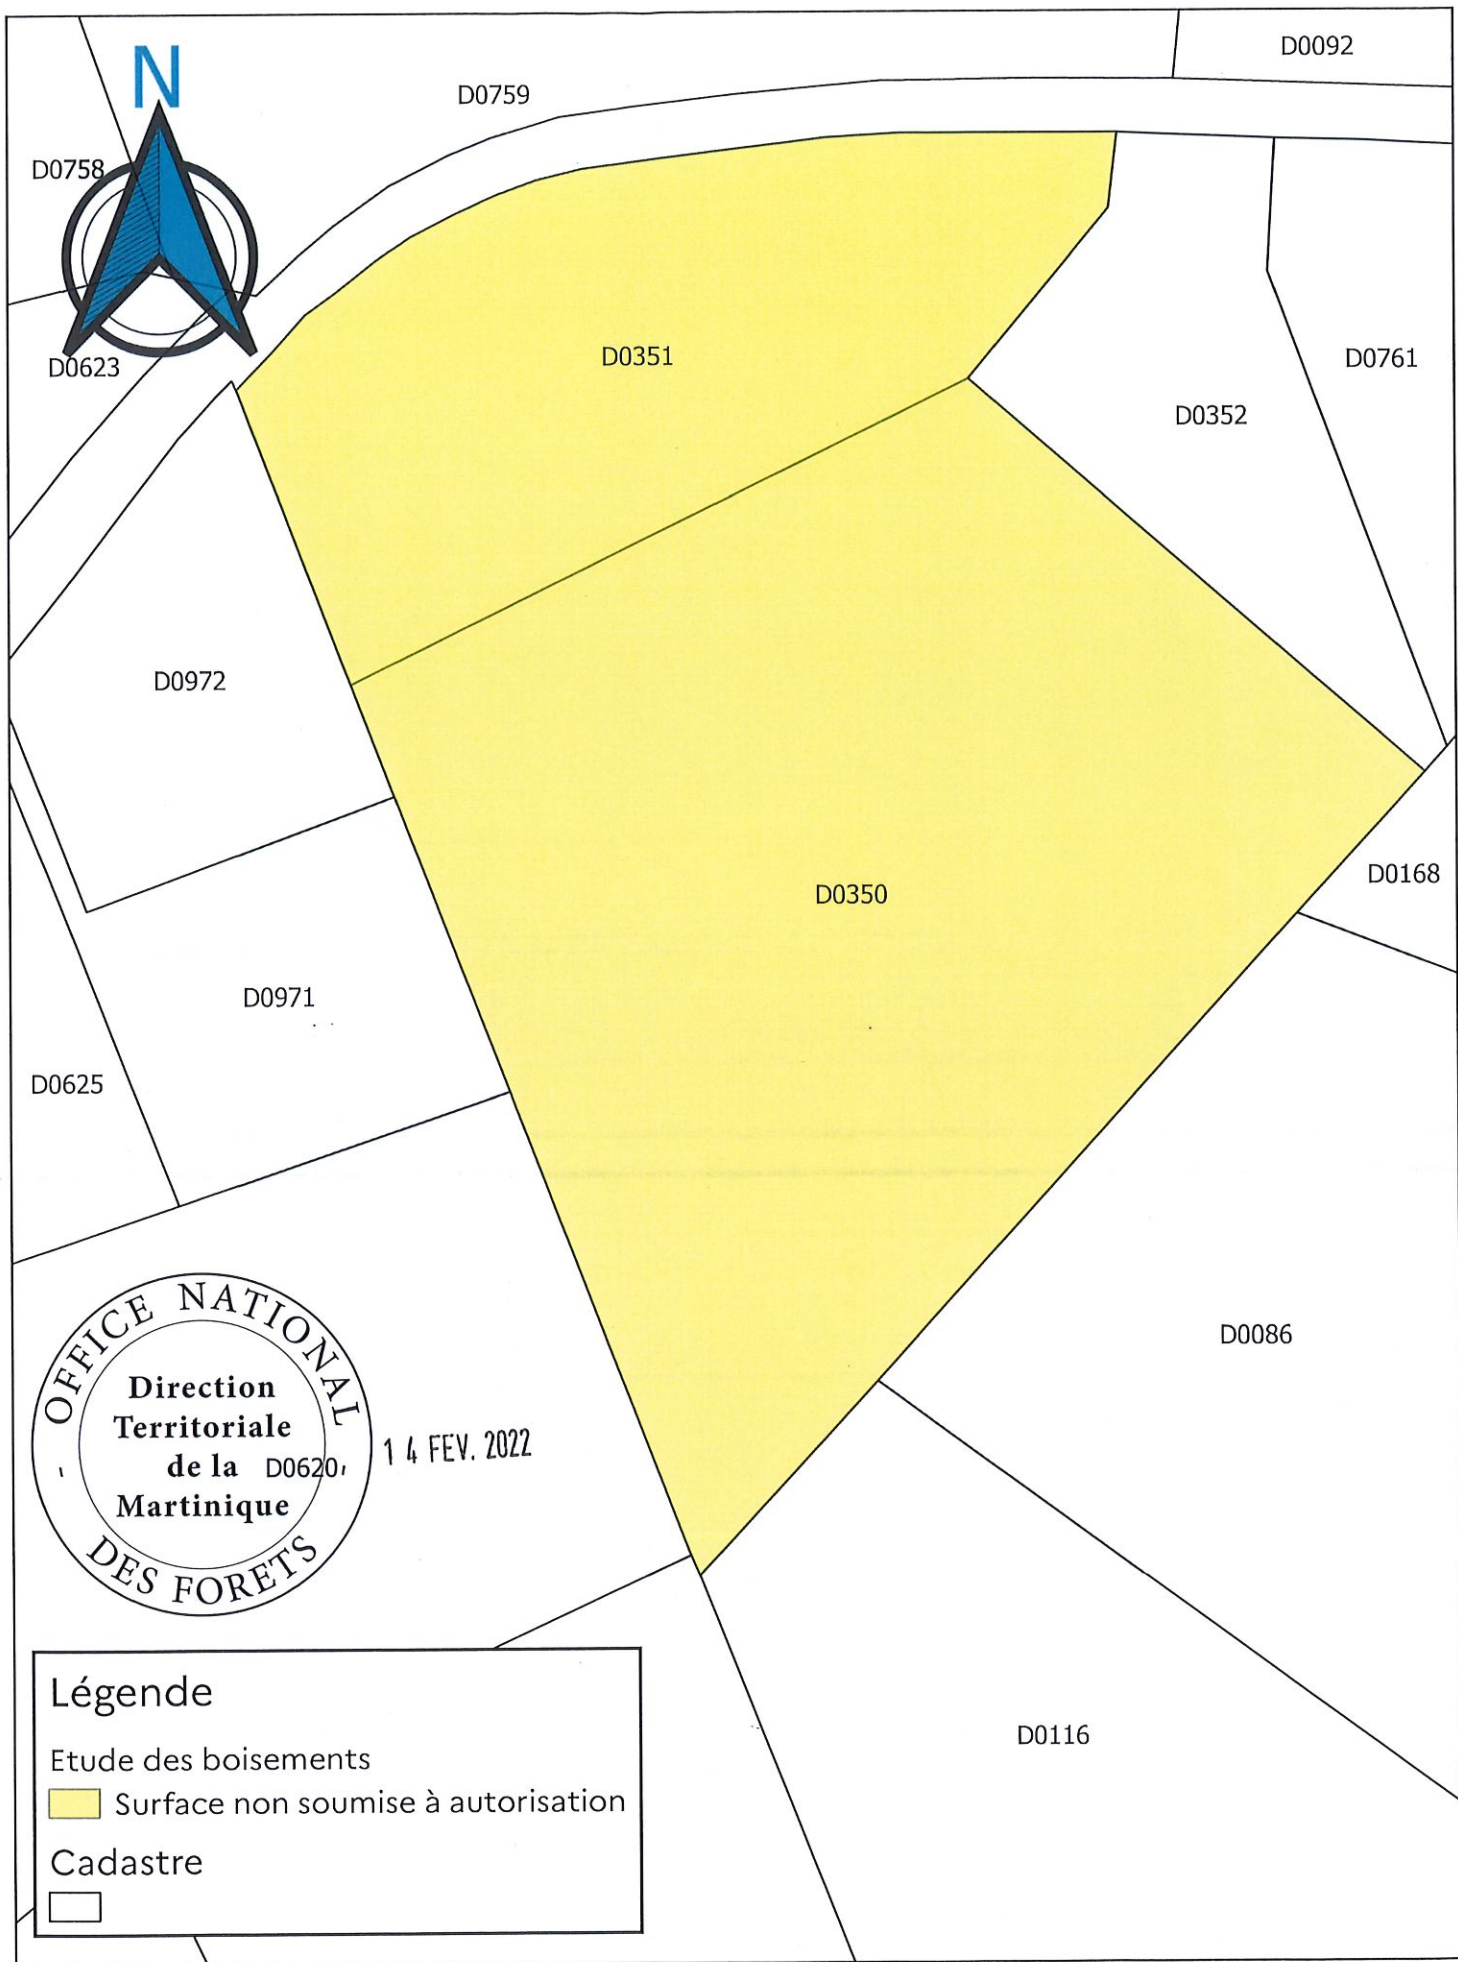 N
D0092
D0759
D0758
D0351
D0761
D0623
D0352
D0972
D0168
D0350
D0971
D0625
D0086
OFFICE NATIONAL
Direction
Territoriale
de la
Martinique
DES FORETS
D0620
14 FEV. 2022
D0116
Légende
Etude des boisements
Surface non soumise à autorisation
Cadastre